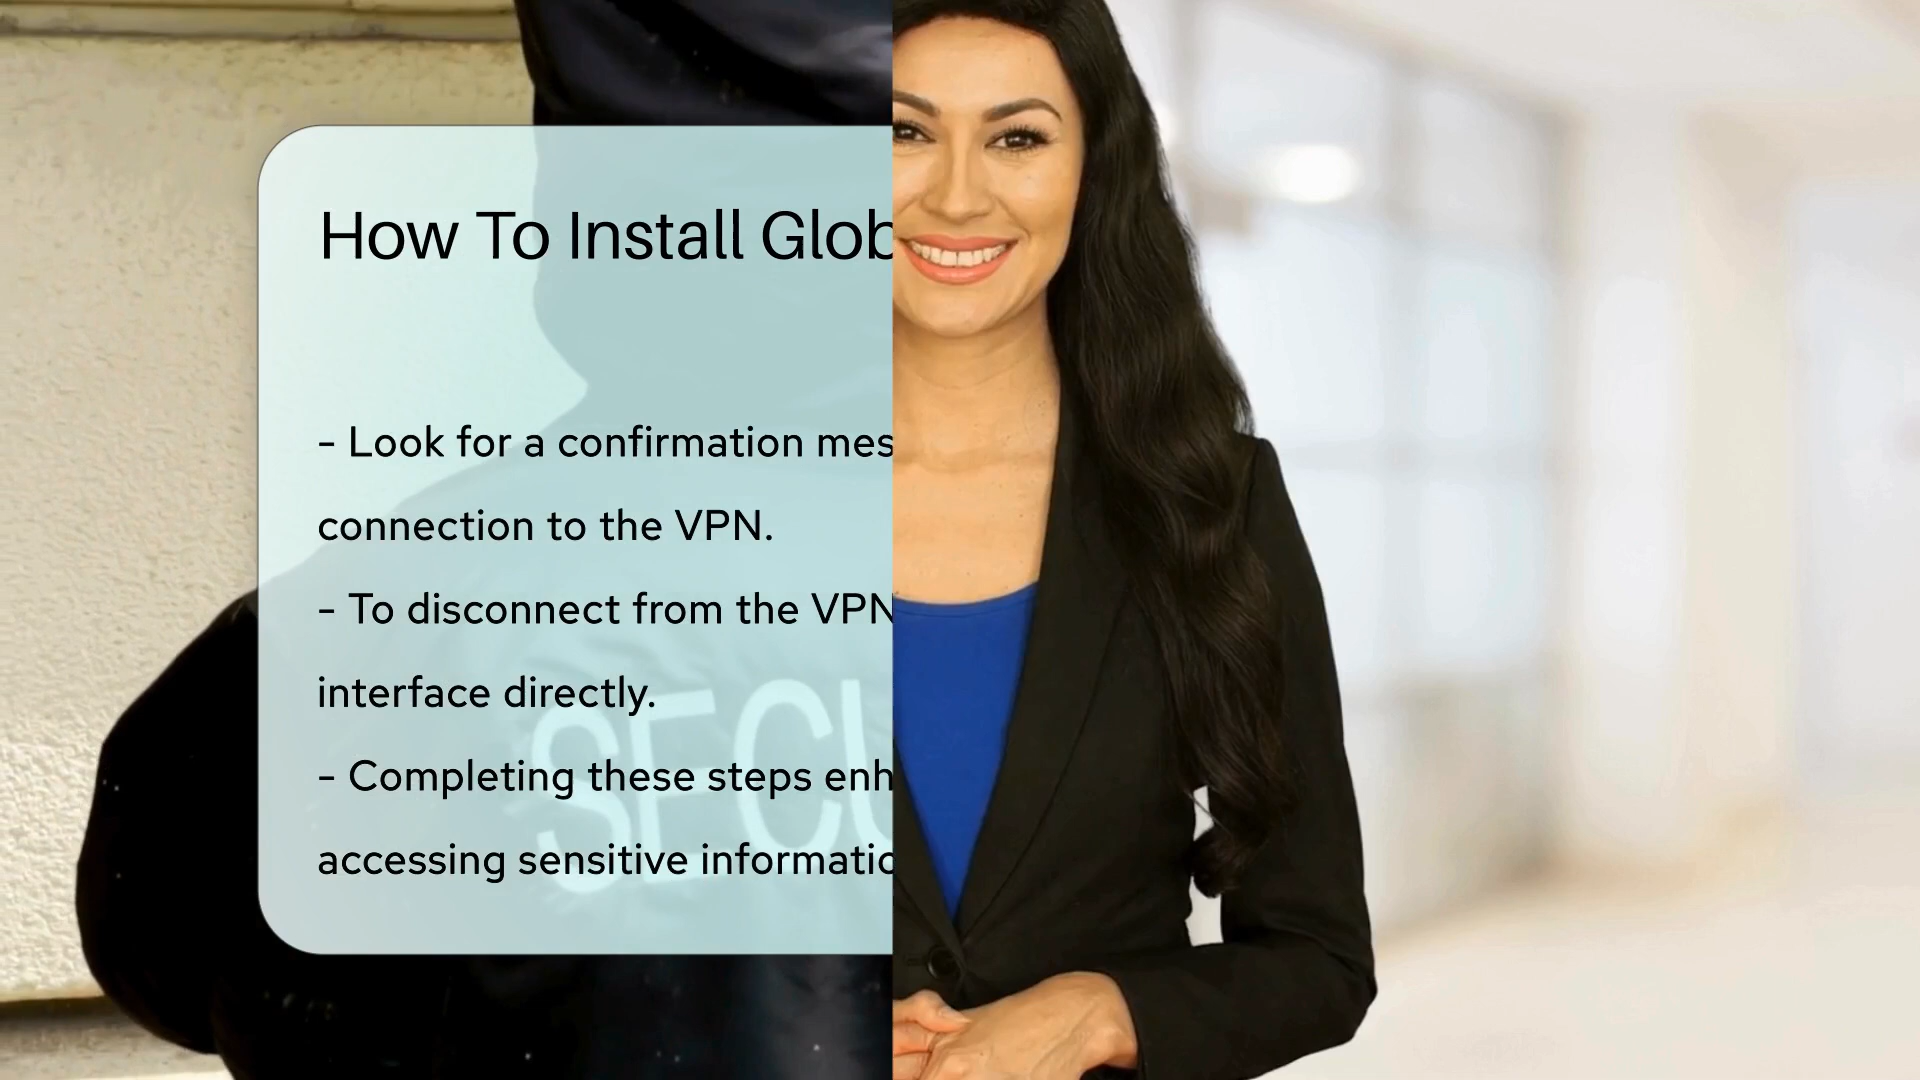 How To Install Glob
- Look for a confirmation mes
connection to the VPN.
- To disconnect from the VPN
interface directly.
- Completing these steps enh
accessing sensitive informatio
SECU